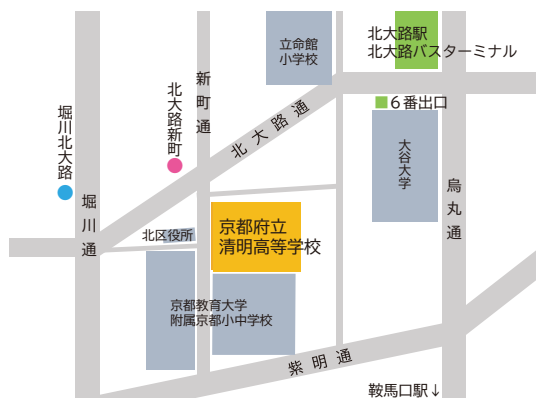 立命館
小学校
北大路駅
北大路バスターミナル
新町通
北大路新町
堀川北大路
北大路通
6番出口
大谷大学
烏丸通
堀川通
北区役所
京都府立
清明高等学校
京都教育大学
附属京都小中学校
紫明通
鞍馬口駅↓